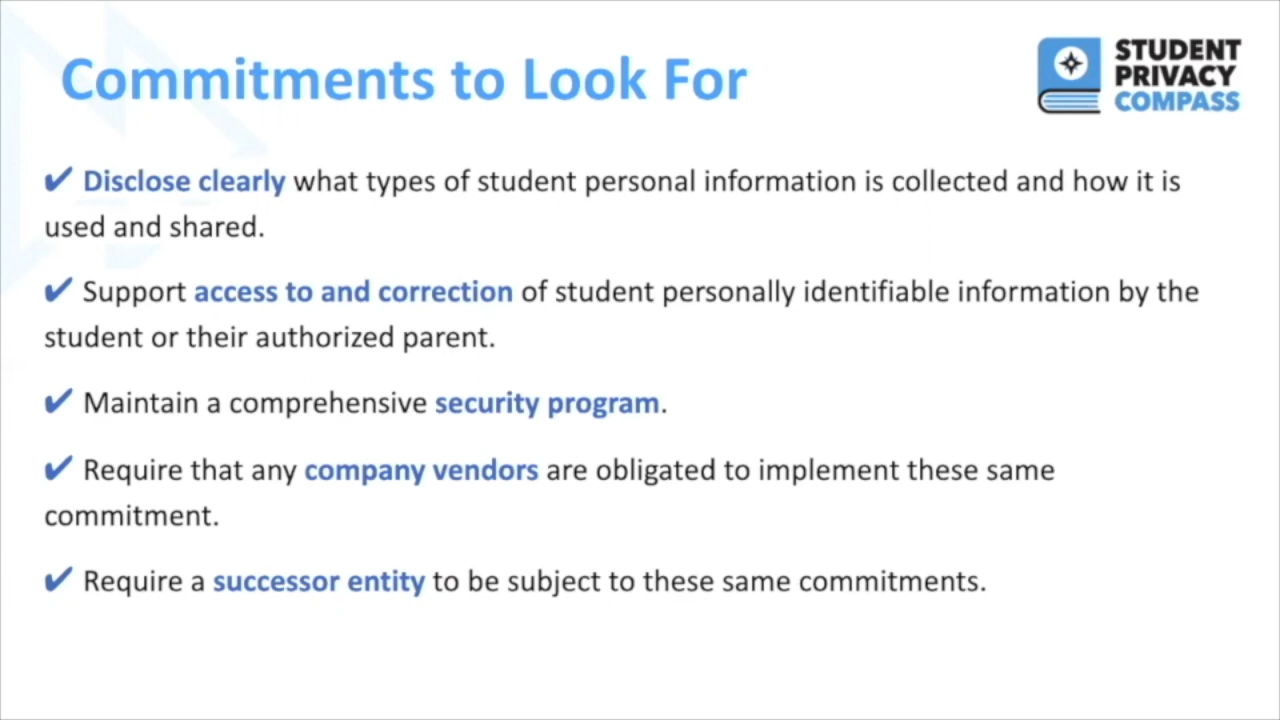 Commitments to Look For
STUDENT
PRIVACY
COMPASS
✔ Disclose clearly what types of student personal information is collected and how it is
used and shared.
✔ Support access to and correction of student personally identifiable information by the
student or their authorized parent.
✔ Maintain a comprehensive security program.
✔ Require that any company vendors are obligated to implement these same
commitment.
✔ Require a successor entity to be subject to these same commitments.